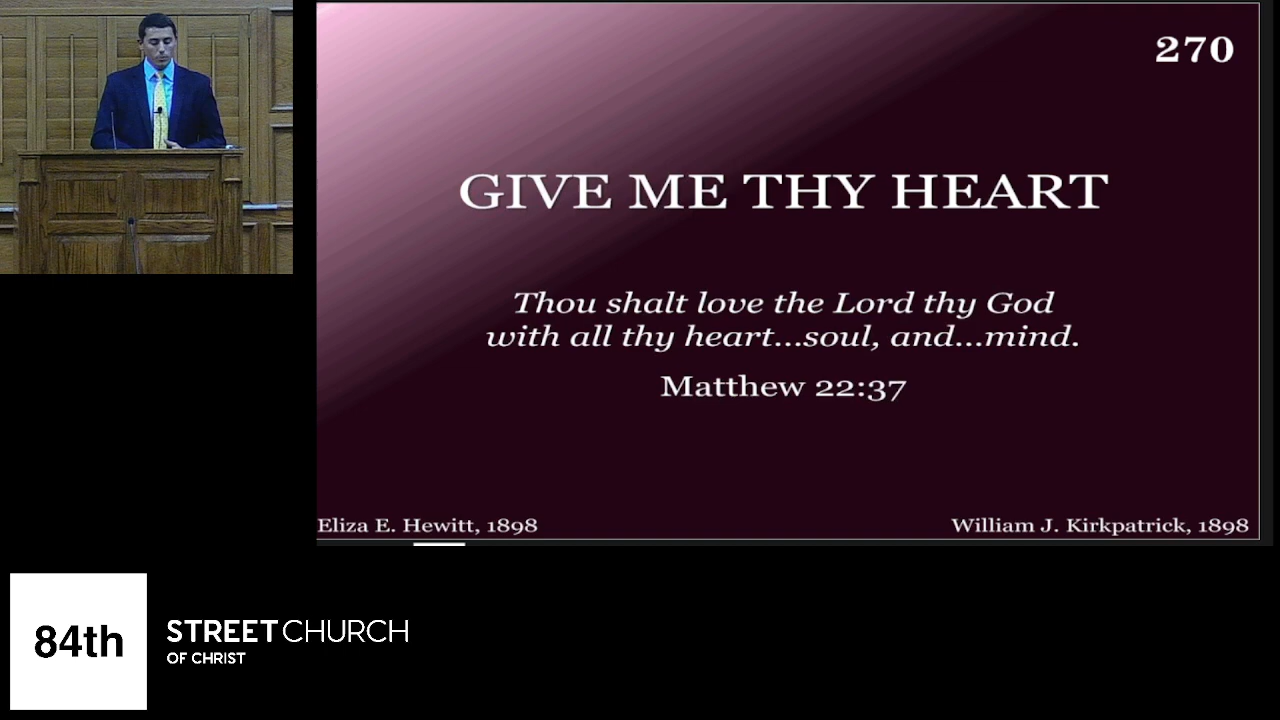 270
GIVE ME THY HEART
Thou shalt love the Lord thy God
with all thy heart...soul, and...mind.
Matthew 22:37
Eliza E. Hewitt, 1898
William J. Kirkpatrick, 1898
84th
STREET CHURCH
OF CHRIST